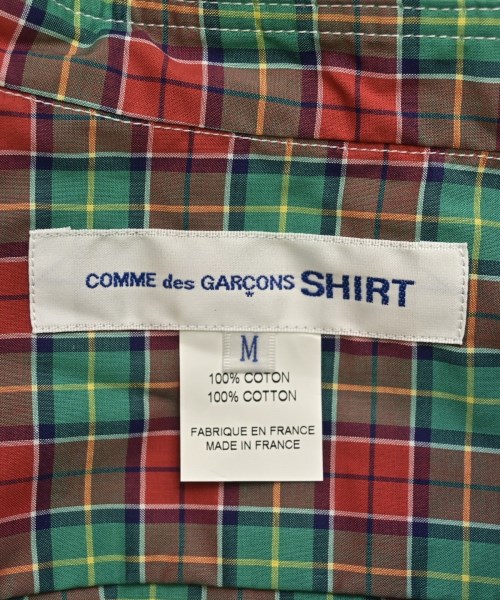 COMME des GARÇONS SHIRT
M
100% COTON
100% COTTON
FABRIQUE EN FRANCE
MADE IN FRANCE